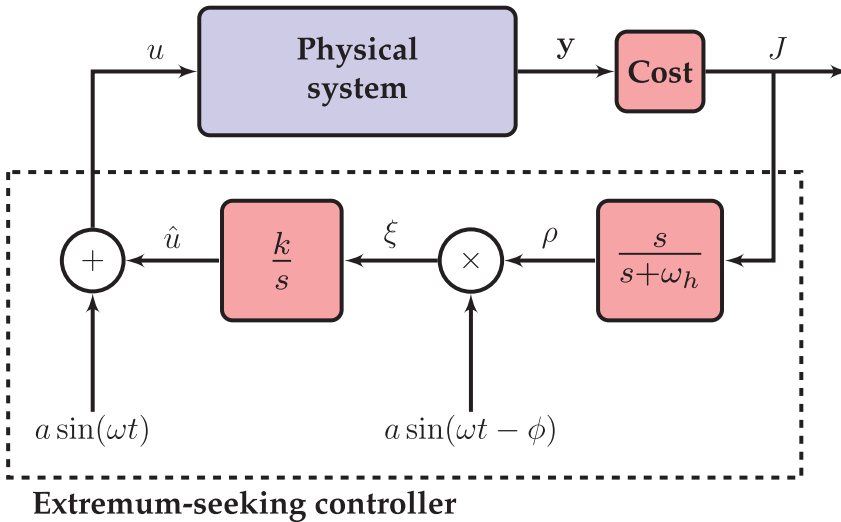 u
Physical
system
y
Cost
J
+
û
k
s
ξ
×
ρ
s
s+ω_h
a sin(ωt)
a sin(ωt − ϕ)
Extremum-seeking controller